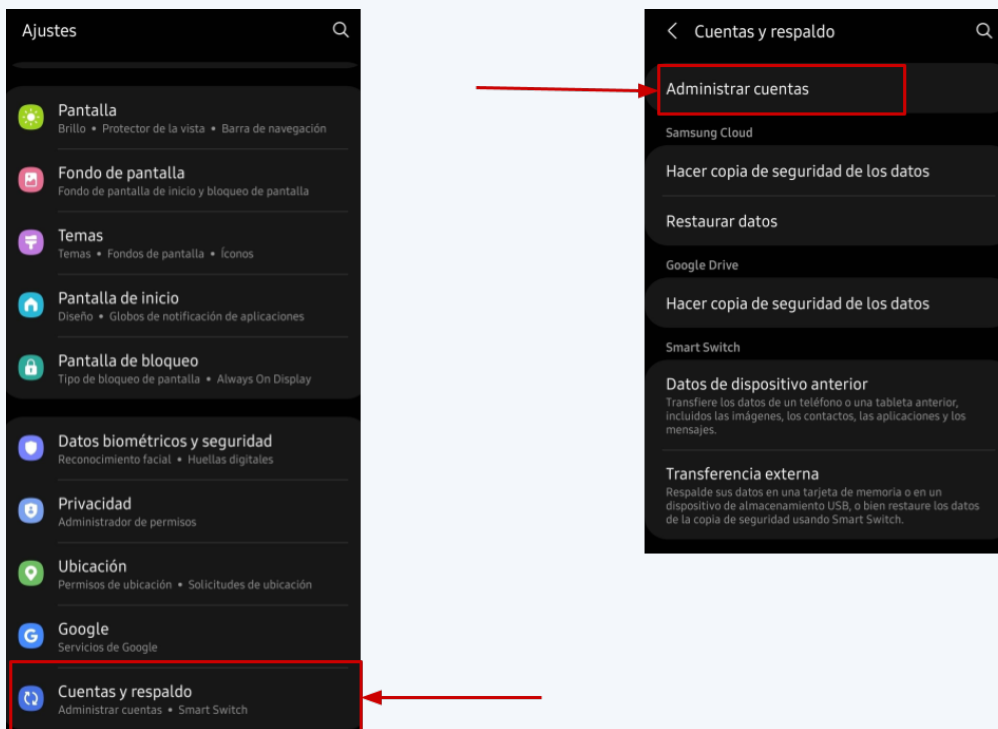 Ajustes
Pantalla
Brillo • Protector de la vista • Barra de navegación
Fondo de pantalla
Fondo de pantalla de inicio y bloqueo de pantalla
Temas
Temas • Fondos de pantalla • Íconos
Pantalla de inicio
Diseño • Globos de notificación de aplicaciones
Pantalla de bloqueo
Tipo de bloqueo de pantalla • Always On Display
Datos biométricos y seguridad
Reconocimiento facial • Huellas digitales
Privacidad
Administrador de permisos
Ubicación
Permisos de ubicación • Solicitudes de ubicación
Google
Servicios de Google
Cuentas y respaldo
Administrar cuentas • Smart Switch
Cuentas y respaldo
Administrar cuentas
Samsung Cloud
Hacer copia de seguridad de los datos
Restaurar datos
Google Drive
Hacer copia de seguridad de los datos
Smart Switch
Datos de dispositivo anterior
Transfiere los datos de un teléfono o una tableta anterior,
incluidos las imágenes, los contactos, las aplicaciones y los
mensajes.
Transferencia externa
Respalde sus datos en una tarjeta de memoria o en un
dispositivo de almacenamiento USB, o bien restaure los datos
de la copia de seguridad usando Smart Switch.